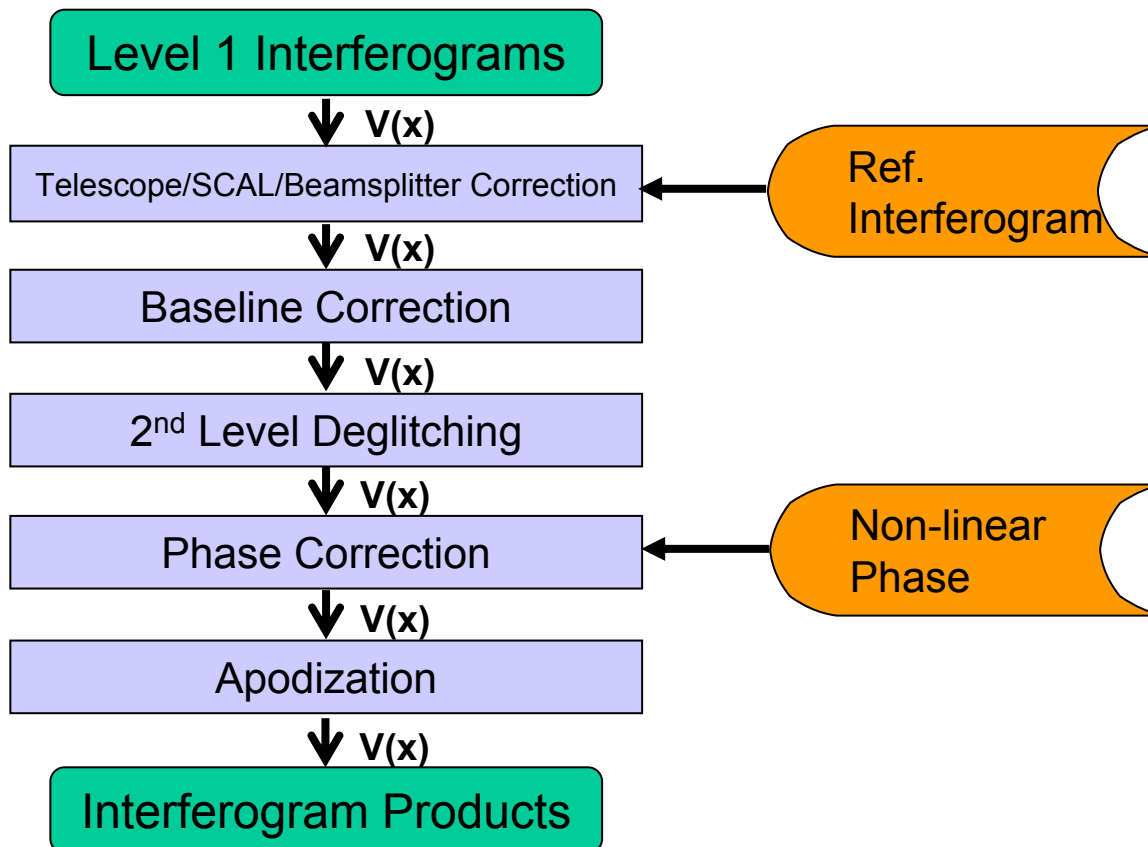 Level 1 Interferograms
V(x)
Telescope/SCAL/Beamsplitter Correction
Ref.
Interferogram
V(x)
Baseline Correction
V(x)
2nd Level Deglitching
V(x)
Phase Correction
Non-linear
Phase
V(x)
Apodization
V(x)
Interferogram Products